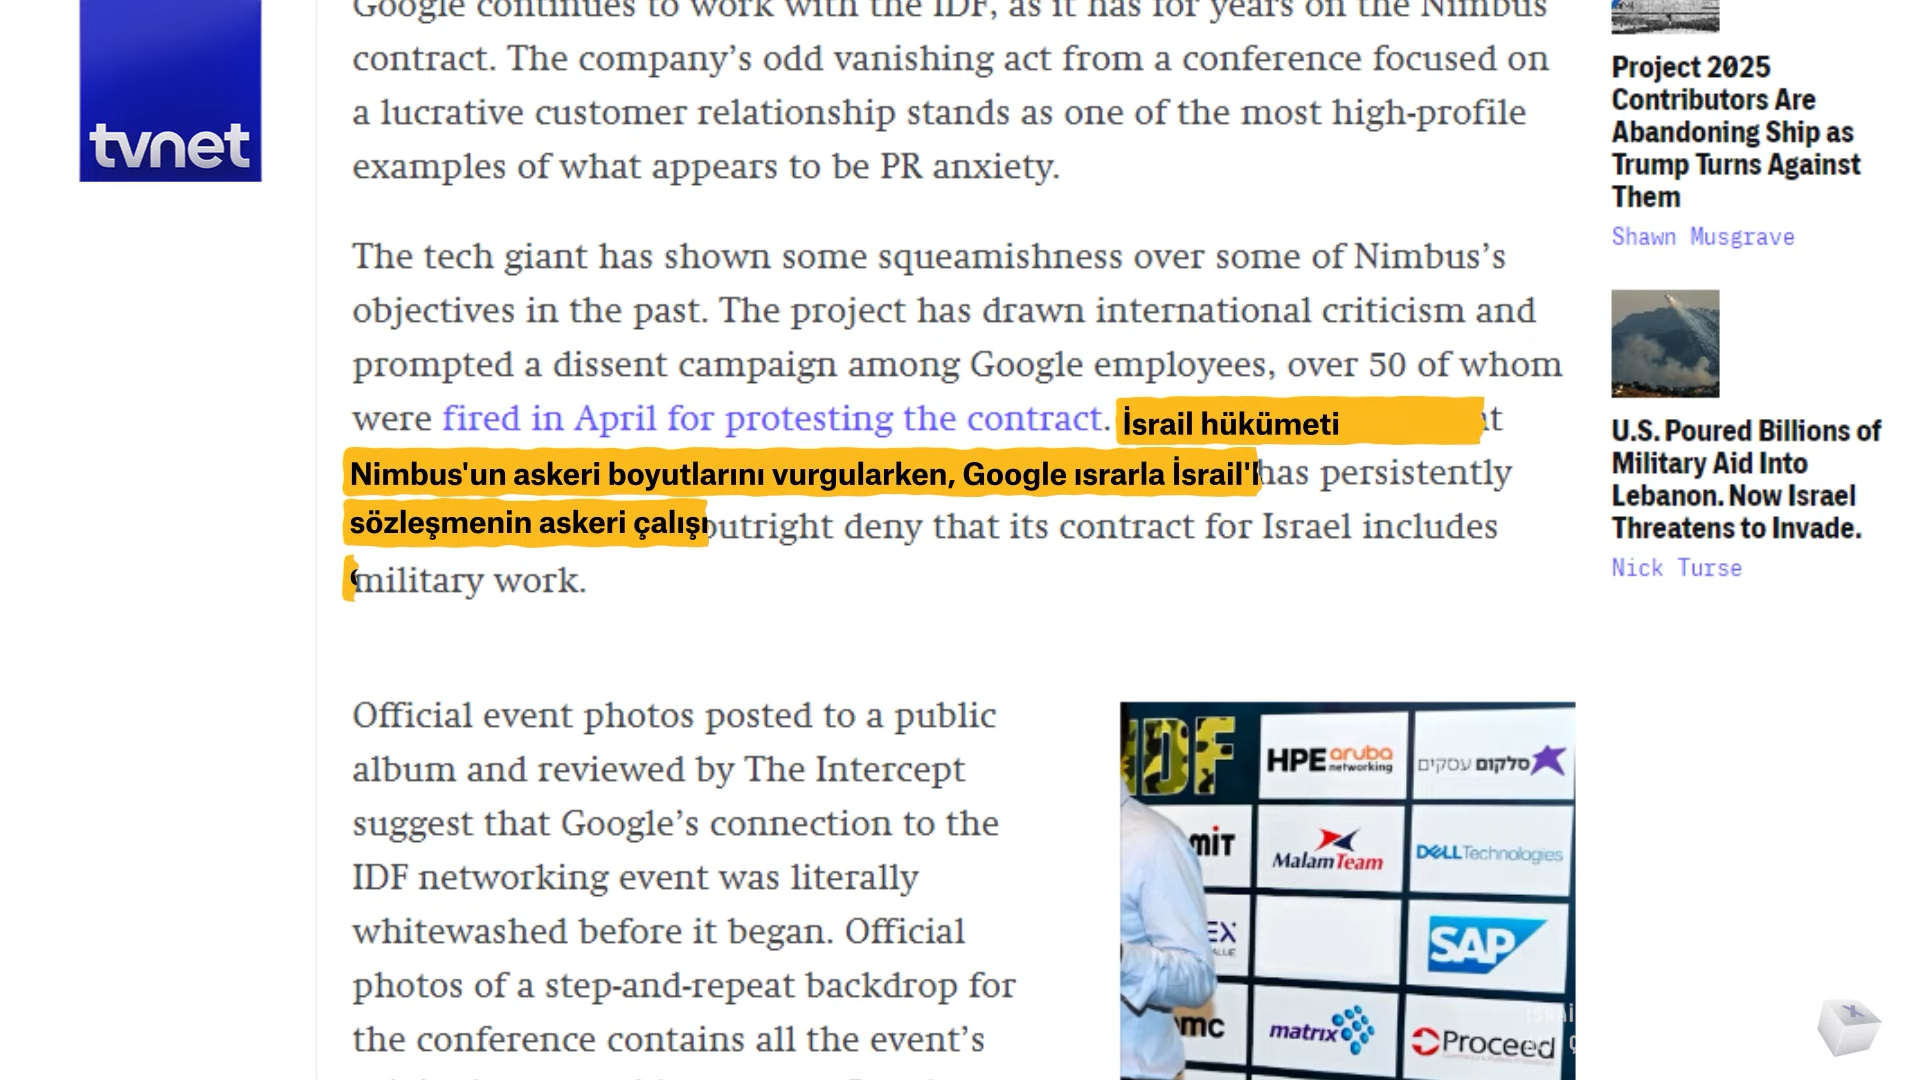 Google continues to work with the IDF, as it has for years on the Nimbus
contract. The company’s odd vanishing act from a conference focused on
a lucrative customer relationship stands as one of the most high-profile
examples of what appears to be PR anxiety.
The tech giant has shown some squeamishness over some of Nimbus’s
objectives in the past. The project has drawn international criticism and
prompted a dissent campaign among Google employees, over 50 of whom
were fired in April for protesting the contract. İsrail hükümeti
Nimbus'un askeri boyutlarını vurgularken, Google ısrarla İsrail' has persistently
sözleşmenin askeri çalışı outright deny that its contract for Israel includes
military work.
Official event photos posted to a public
album and reviewed by The Intercept
suggest that Google’s connection to the
IDF networking event was literally
whitewashed before it began. Official
photos of a step-and-repeat backdrop for
the conference contains all the event’s
tvnet
Project 2025
Contributors Are
Abandoning Ship as
Trump Turns Against
Them
Shawn Musgrave
U.S. Poured Billions of
Military Aid Into
Lebanon. Now Israel
Threatens to Invade.
Nick Turse
IDF
HPE aruba
networking
סלקום עסקים
MalamTeam
DELL Technologies
SAP
matrix
Proceed